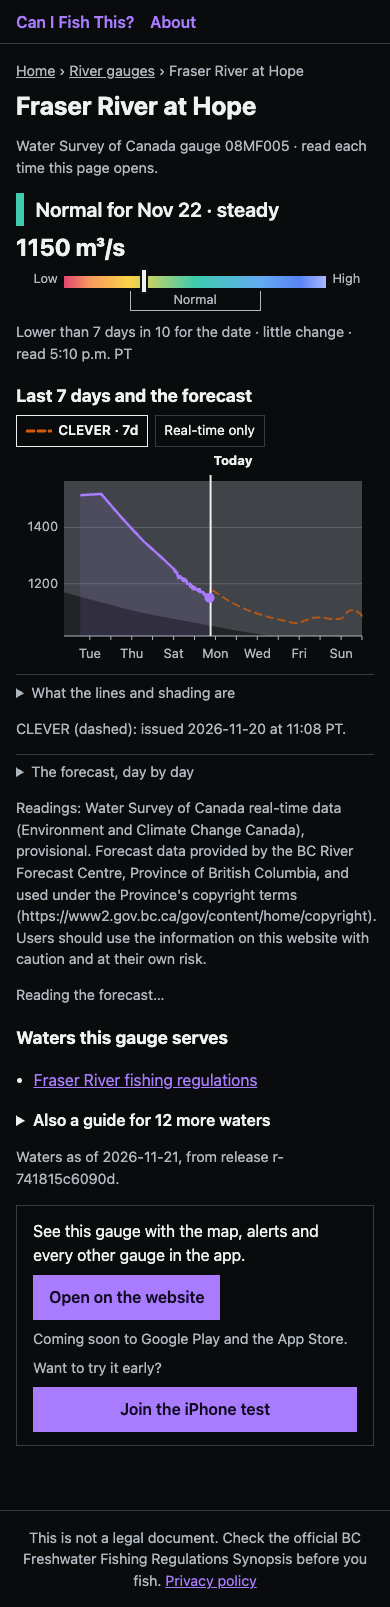 Can I Fish This? About
Home › River gauges › Fraser River at Hope
Fraser River at Hope
Water Survey of Canada gauge 08MF005 · read each
time this page opens.
Normal for Nov 22 · steady
1150 m³/s
Low High
Normal
Lower than 7 days in 10 for the date · little change ·
read 5:10 p.m. PT
Last 7 days and the forecast
CLEVER · 7d Real-time only
Today
1400
1200
Tue Thu Sat Mon Wed Fri Sun
What the lines and shading are
CLEVER (dashed): issued 2026-11-20 at 11:08 PT.
The forecast, day by day
Readings: Water Survey of Canada real-time data
(Environment and Climate Change Canada),
provisional. Forecast data provided by the BC River
Forecast Centre, Province of British Columbia, and
used under the Province's copyright terms
(https://www2.gov.bc.ca/gov/content/home/copyright).
Users should use the information on this website with
caution and at their own risk.
Reading the forecast…
Waters this gauge serves
• Fraser River fishing regulations
Also a guide for 12 more waters
Waters as of 2026-11-21, from release r-
741815c6090d.
See this gauge with the map, alerts and
every other gauge in the app.
Open on the website
Coming soon to Google Play and the App Store.
Want to try it early?
Join the iPhone test
This is not a legal document. Check the official BC
Freshwater Fishing Regulations Synopsis before you
fish. Privacy policy